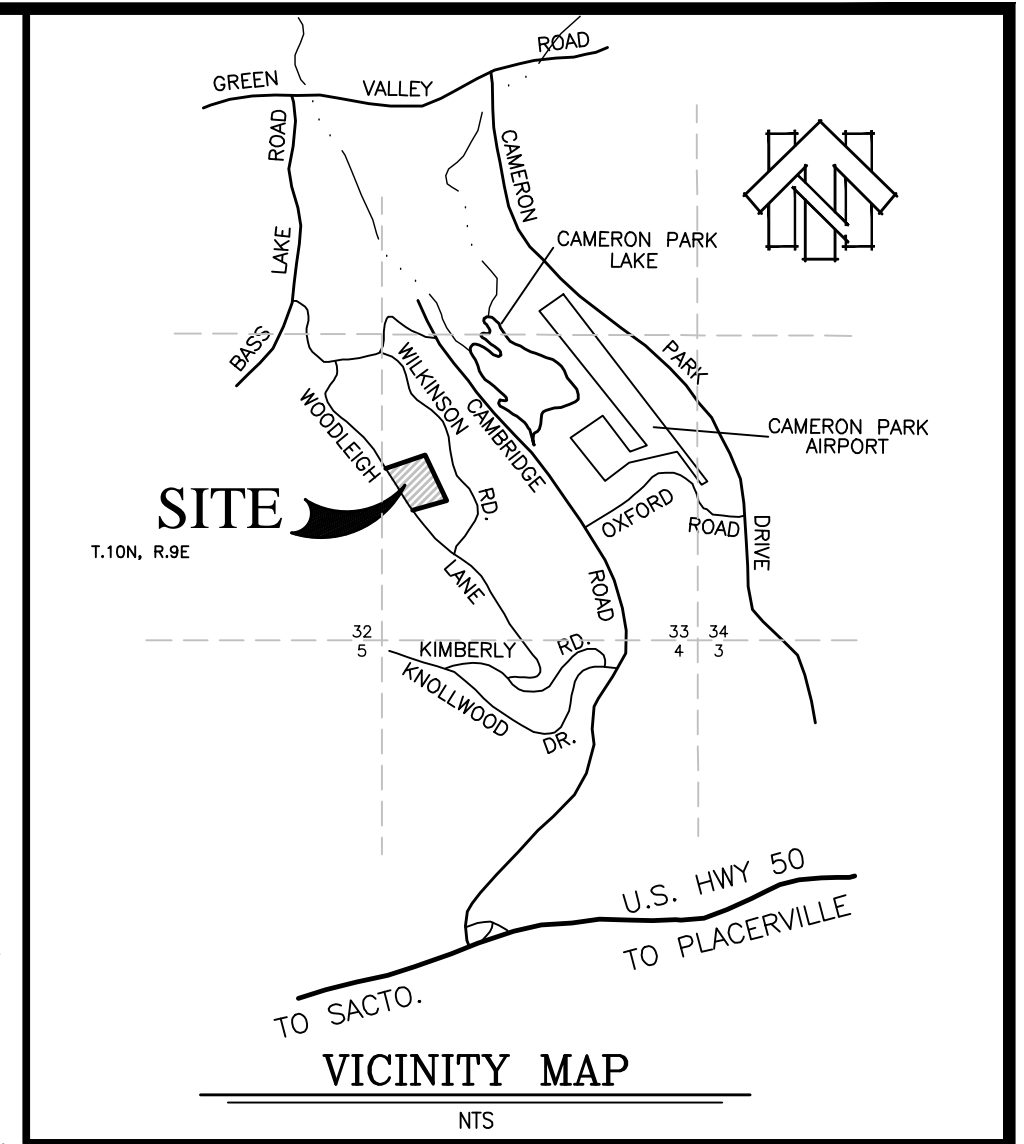 GREEN VALLEY ROAD
BASS LAKE ROAD
CAMERON PARK DRIVE
CAMERON PARK
LAKE
WILKINSON RD.
CAMBRIDGE ROAD
WOODLEIGH LANE
CAMERON PARK
AIRPORT
SITE
T.10N, R.9E
OXFORD ROAD
32
5
33
4
34
3
KIMBERLY RD.
KNOLLWOOD DR.
U.S. HWY 50
TO PLACERVILLE
TO SACTO.
VICINITY MAP
NTS